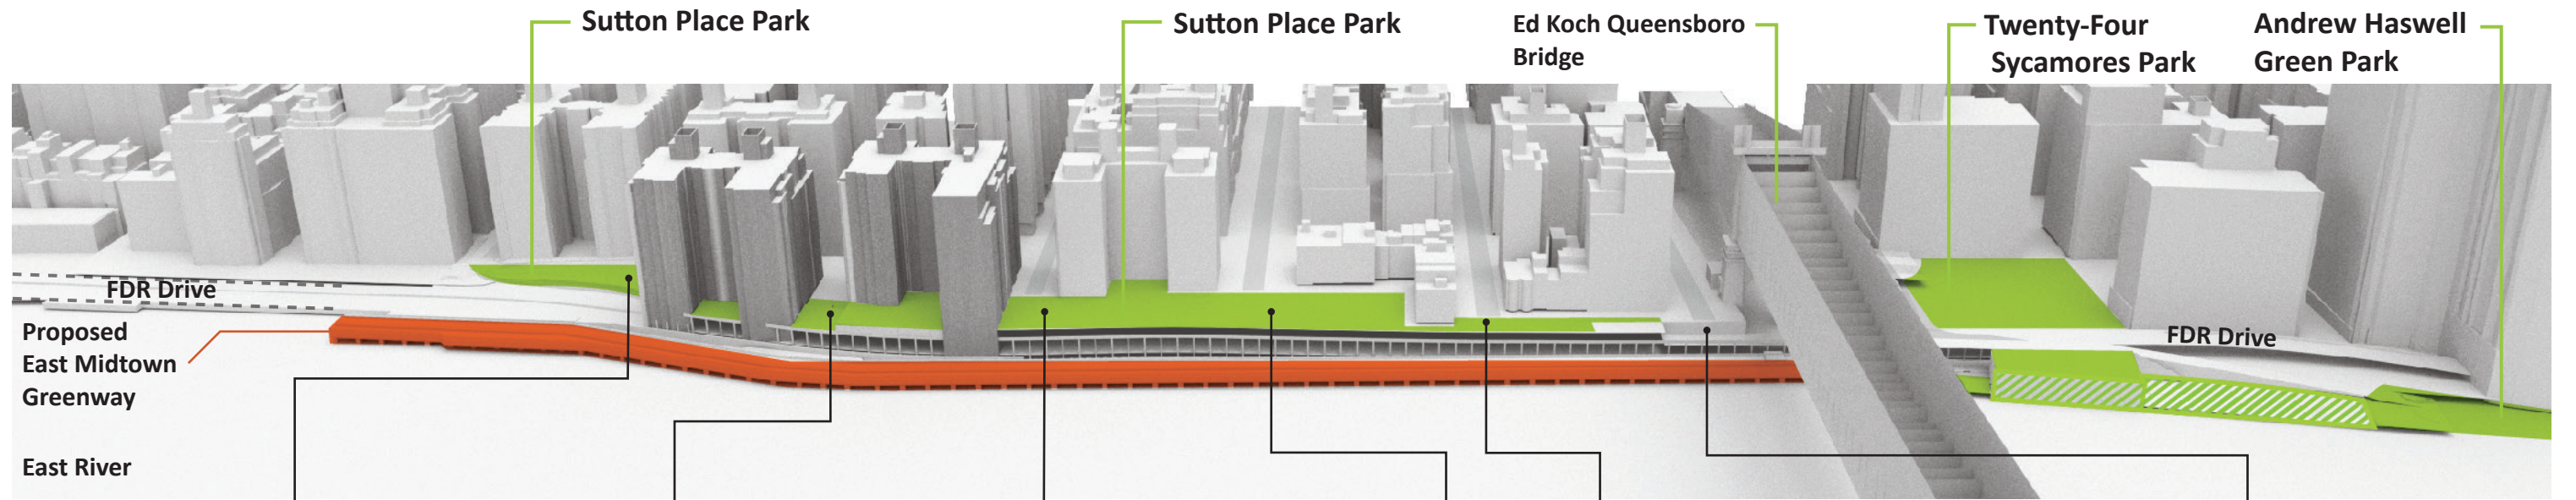 Sutton Place Park
Sutton Place Park
Ed Koch Queensboro
Bridge
Twenty-Four
Sycamores Park
Andrew Haswell
Green Park
FDR Drive
Proposed
East Midtown
Greenway
FDR Drive
East River